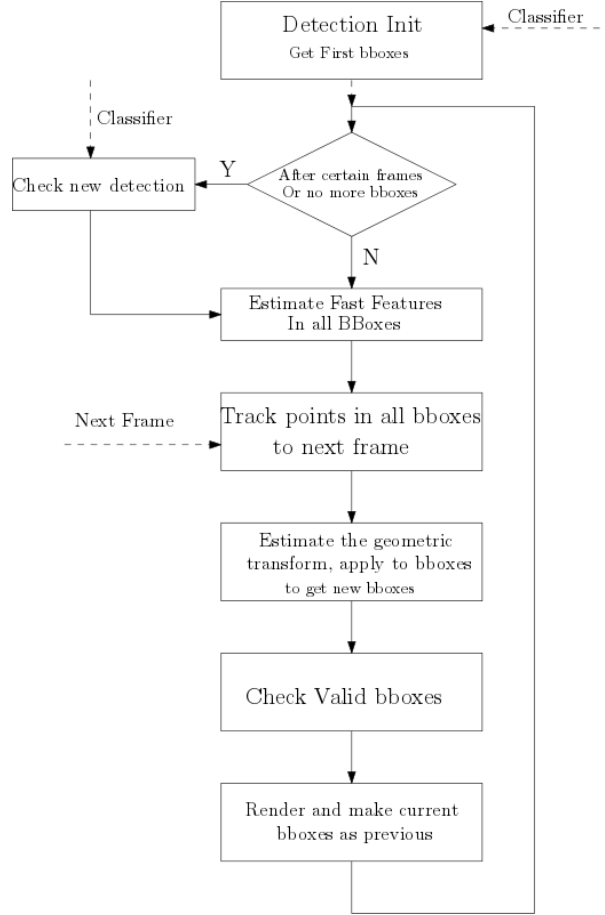 Detection Init
Get First bboxes
Classifier
Classifier
After certain frames
Or no more bboxes
Y
Check new detection
N
Estimate Fast Features
In all BBoxes
Next Frame
Track points in all bboxes
to next frame
Estimate the geometric
transform, apply to bboxes
to get new bboxes
Check Valid bboxes
Render and make current
bboxes as previous